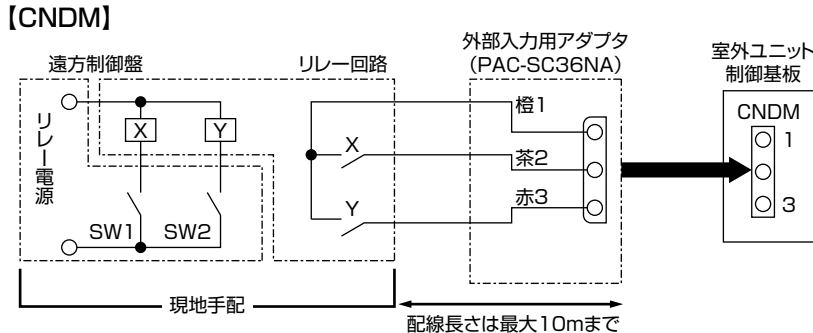 【CNDM】
遠方制御盤
リレー回路
外部入力用アダプタ
（PAC-SC36NA）
室外ユニット
制御基板
リレー電源
X
Y
SW1
SW2
X
Y
橙1
茶2
赤3
CNDM
1
3
現地手配
配線長さは最大10mまで